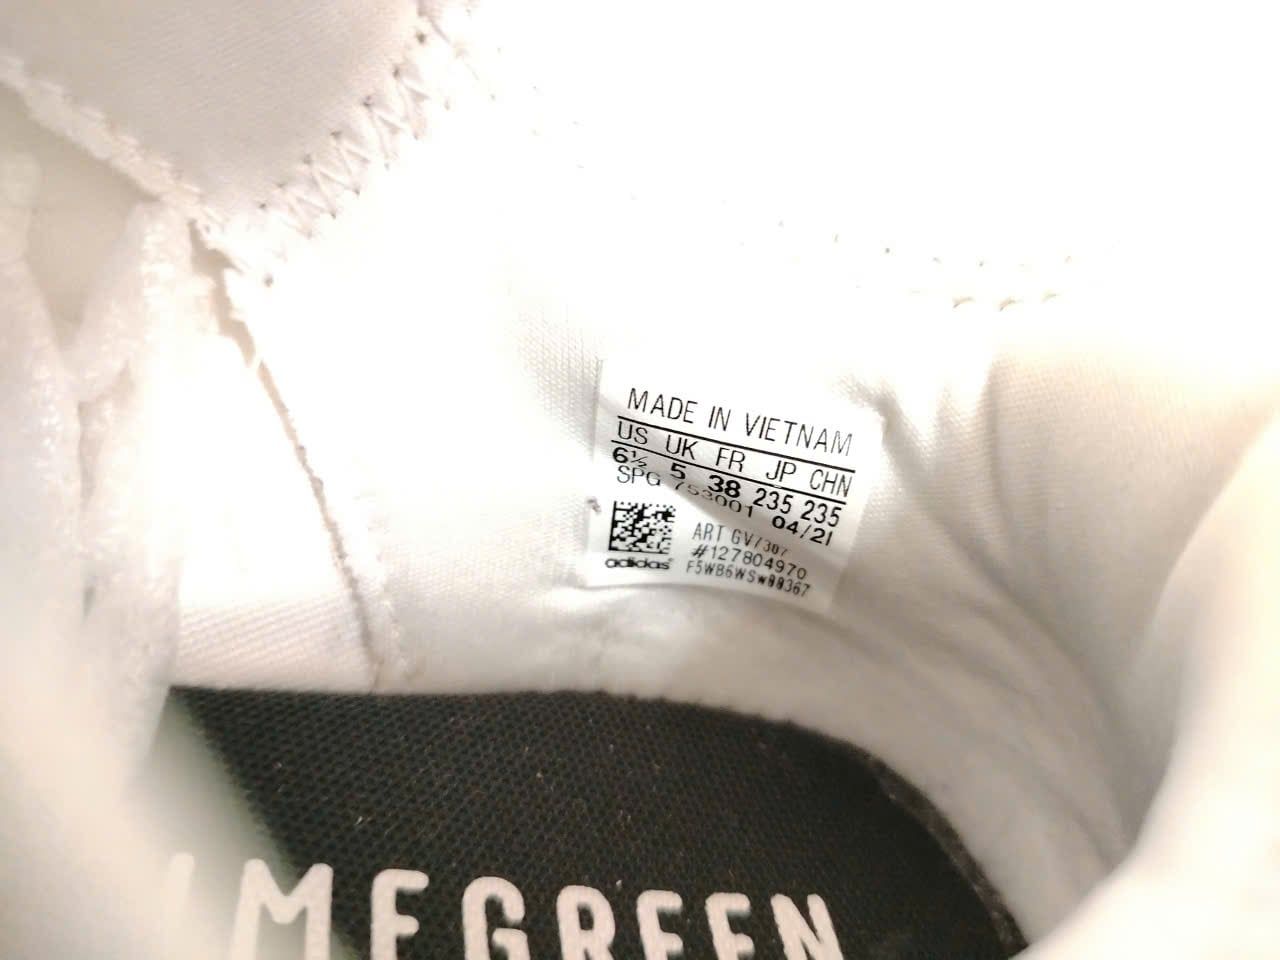 MADE IN VIETNAM
US UK FR JP CHN
6½ 5 38 235 235
SPG 753001 04/21
ART GV7307
#127804970
adidas F5WB6WSW00367
IMEGREEN